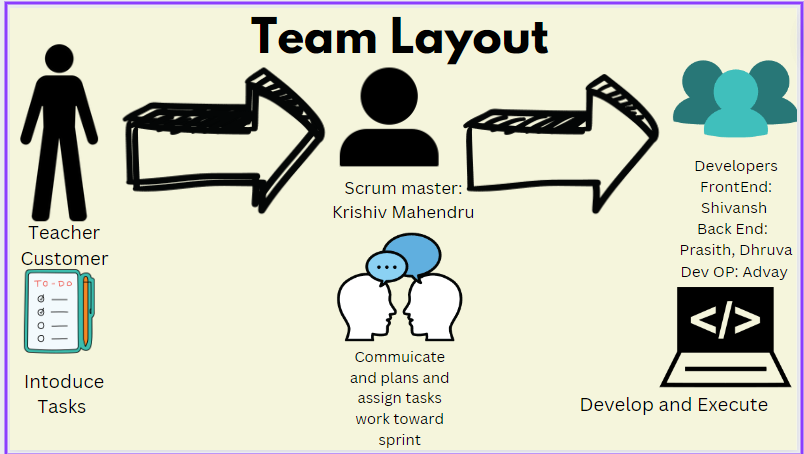 Team Layout
Teacher
Customer
TO-DO
Intoduce
Tasks
Scrum master:
Krishiv Mahendru
Commuicate
and plans and
assign tasks
work toward
sprint
Developers
FrontEnd:
Shivansh
Back End:
Prasith, Dhruva
Dev OP: Advay
</>
Develop and Execute